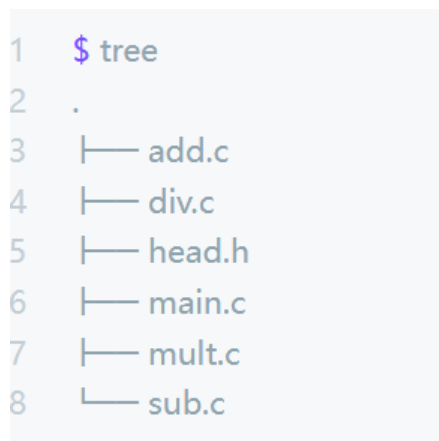 1 $ tree
2 .
3 ├── add.c
4 ├── div.c
5 ├── head.h
6 ├── main.c
7 ├── mult.c
8 └── sub.c